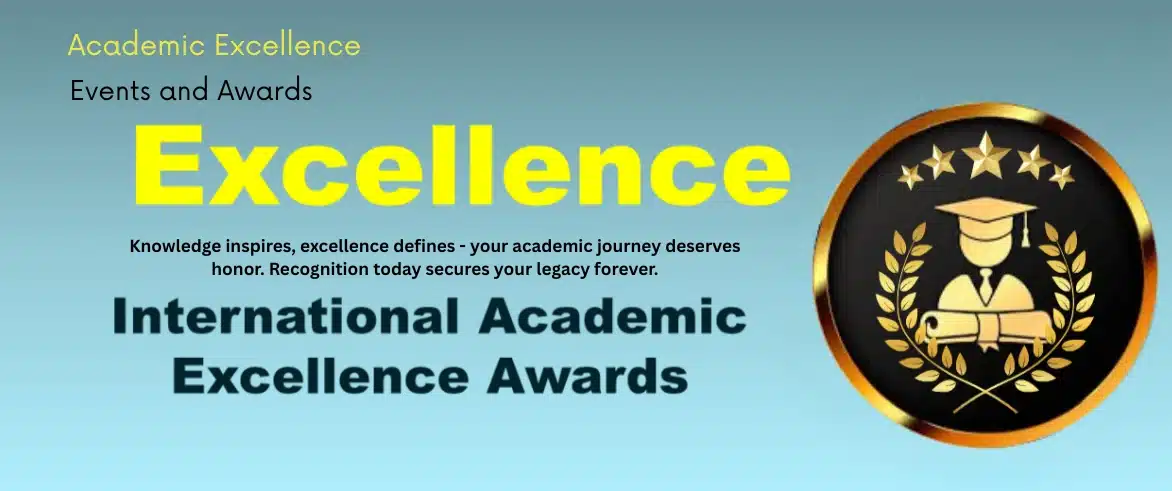 Academic Excellence
Events and Awards
Excellence
Knowledge inspires, excellence defines - your academic journey deserves
honor. Recognition today secures your legacy forever.
International Academic
Excellence Awards